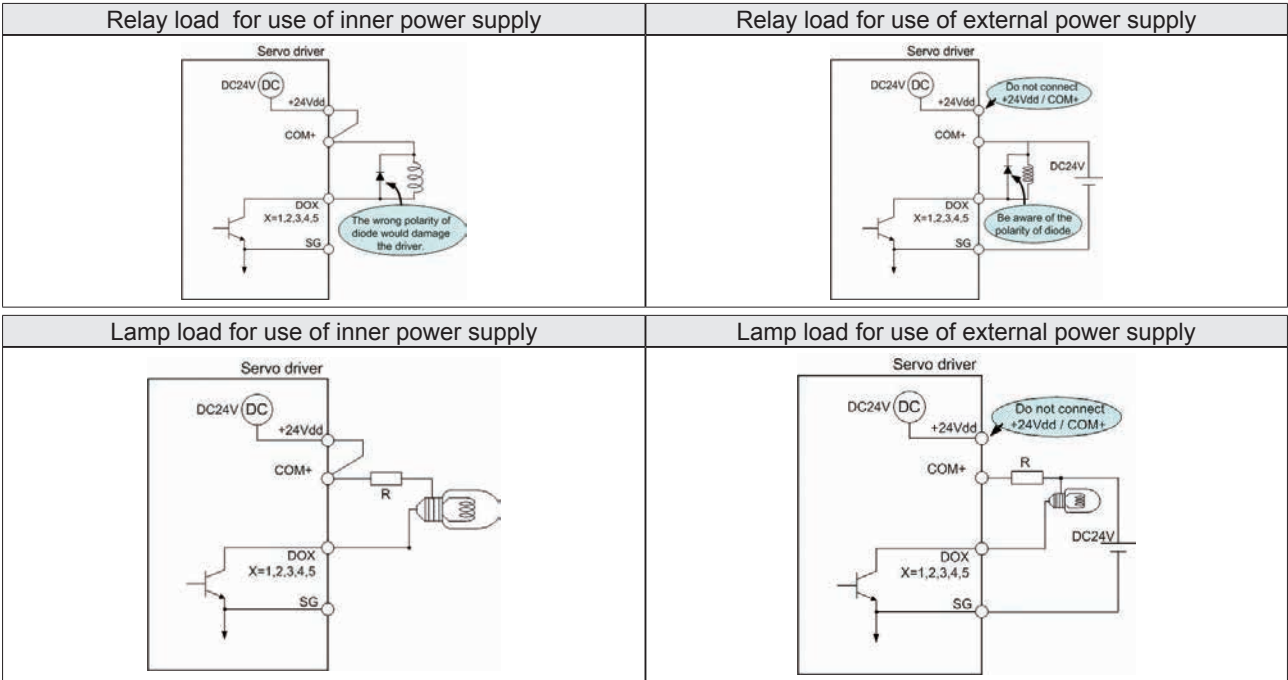 Relay load for use of inner power supply
Relay load for use of external power supply
Servo driver
DC24V
DC
+24Vdd
COM+
DOX
X=1,2,3,4,5
SG
The wrong polarity of
diode would damage
the driver.
Servo driver
DC24V
DC
+24Vdd
Do not connect
+24Vdd / COM+
COM+
DC24V
DOX
X=1,2,3,4,5
SG
Be aware of the
polarity of diode.
Lamp load for use of inner power supply
Lamp load for use of external power supply
Servo driver
DC24V
DC
+24Vdd
COM+
R
DOX
X=1,2,3,4,5
SG
Servo driver
DC24V
DC
+24Vdd
Do not connect
+24Vdd / COM+
COM+
R
DC24V
DOX
X=1,2,3,4,5
SG